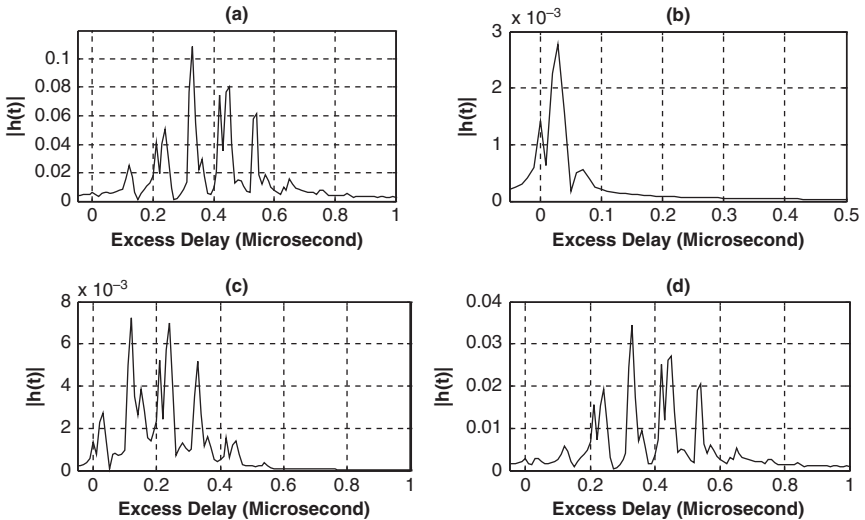 (a)
0.1
0.08
0.06
0.04
0.02
0
|h(t)|
0 0.2 0.4 0.6 0.8 1
Excess Delay (Microsecond)
(b)
x 10–3
3
2
1
0
|h(t)|
0 0.1 0.2 0.3 0.4 0.5
Excess Delay (Microsecond)
(c)
x 10–3
8
6
4
2
0
|h(t)|
0 0.2 0.4 0.6 0.8 1
Excess Delay (Microsecond)
(d)
0.04
0.03
0.02
0.01
0
|h(t)|
0 0.2 0.4 0.6 0.8 1
Excess Delay (Microsecond)